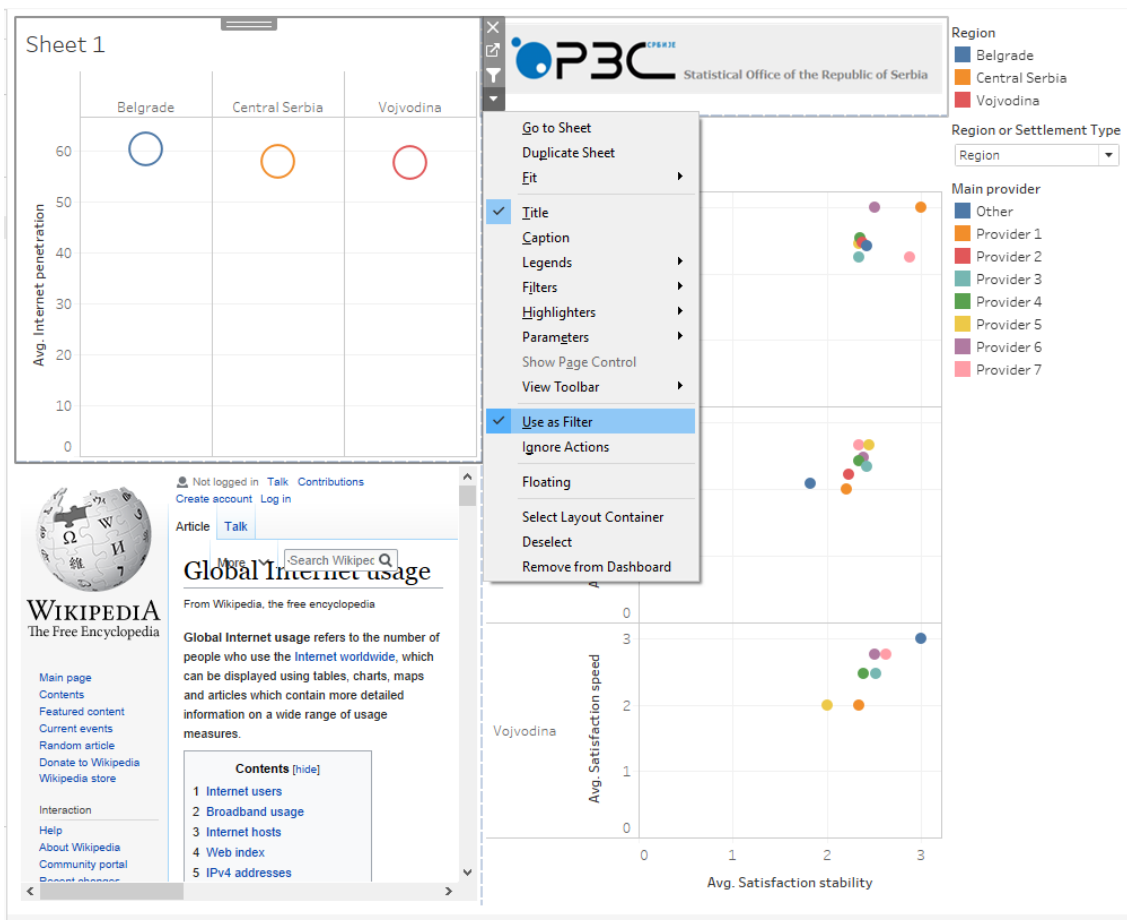 Sheet 1
Belgrade
Central Serbia
Vojvodina
Avg. Internet penetration
60
50
40
30
20
10
0
СРБИЈЕ
РЗС
Statistical Office of the Republic of Serbia
Go to Sheet
Duplicate Sheet
Fit
Title
Caption
Legends
Filters
Highlighters
Parameters
Show Page Control
View Toolbar
Use as Filter
Ignore Actions
Floating
Select Layout Container
Deselect
Remove from Dashboard
Region
Belgrade
Central Serbia
Vojvodina
Region or Settlement Type
Region
Main provider
Other
Provider 1
Provider 2
Provider 3
Provider 4
Provider 5
Provider 6
Provider 7
WIKIPEDIA
The Free Encyclopedia
Main page
Contents
Featured content
Current events
Random article
Donate to Wikipedia
Wikipedia store
Interaction
Help
About Wikipedia
Community portal
Recent changes
Not logged in Talk Contributions
Create account Log in
Article Talk
More
Search Wikipec
Global Internet usage
From Wikipedia, the free encyclopedia
Global Internet usage refers to the number of
people who use the Internet worldwide, which
can be displayed using tables, charts, maps
and articles which contain more detailed
information on a wide range of usage
measures.
Contents [hide]
1 Internet users
2 Broadband usage
3 Internet hosts
4 Web index
5 IPv4 addresses
0
Vojvodina
Avg. Satisfaction speed
3
2
1
0
0 1 2 3
Avg. Satisfaction stability